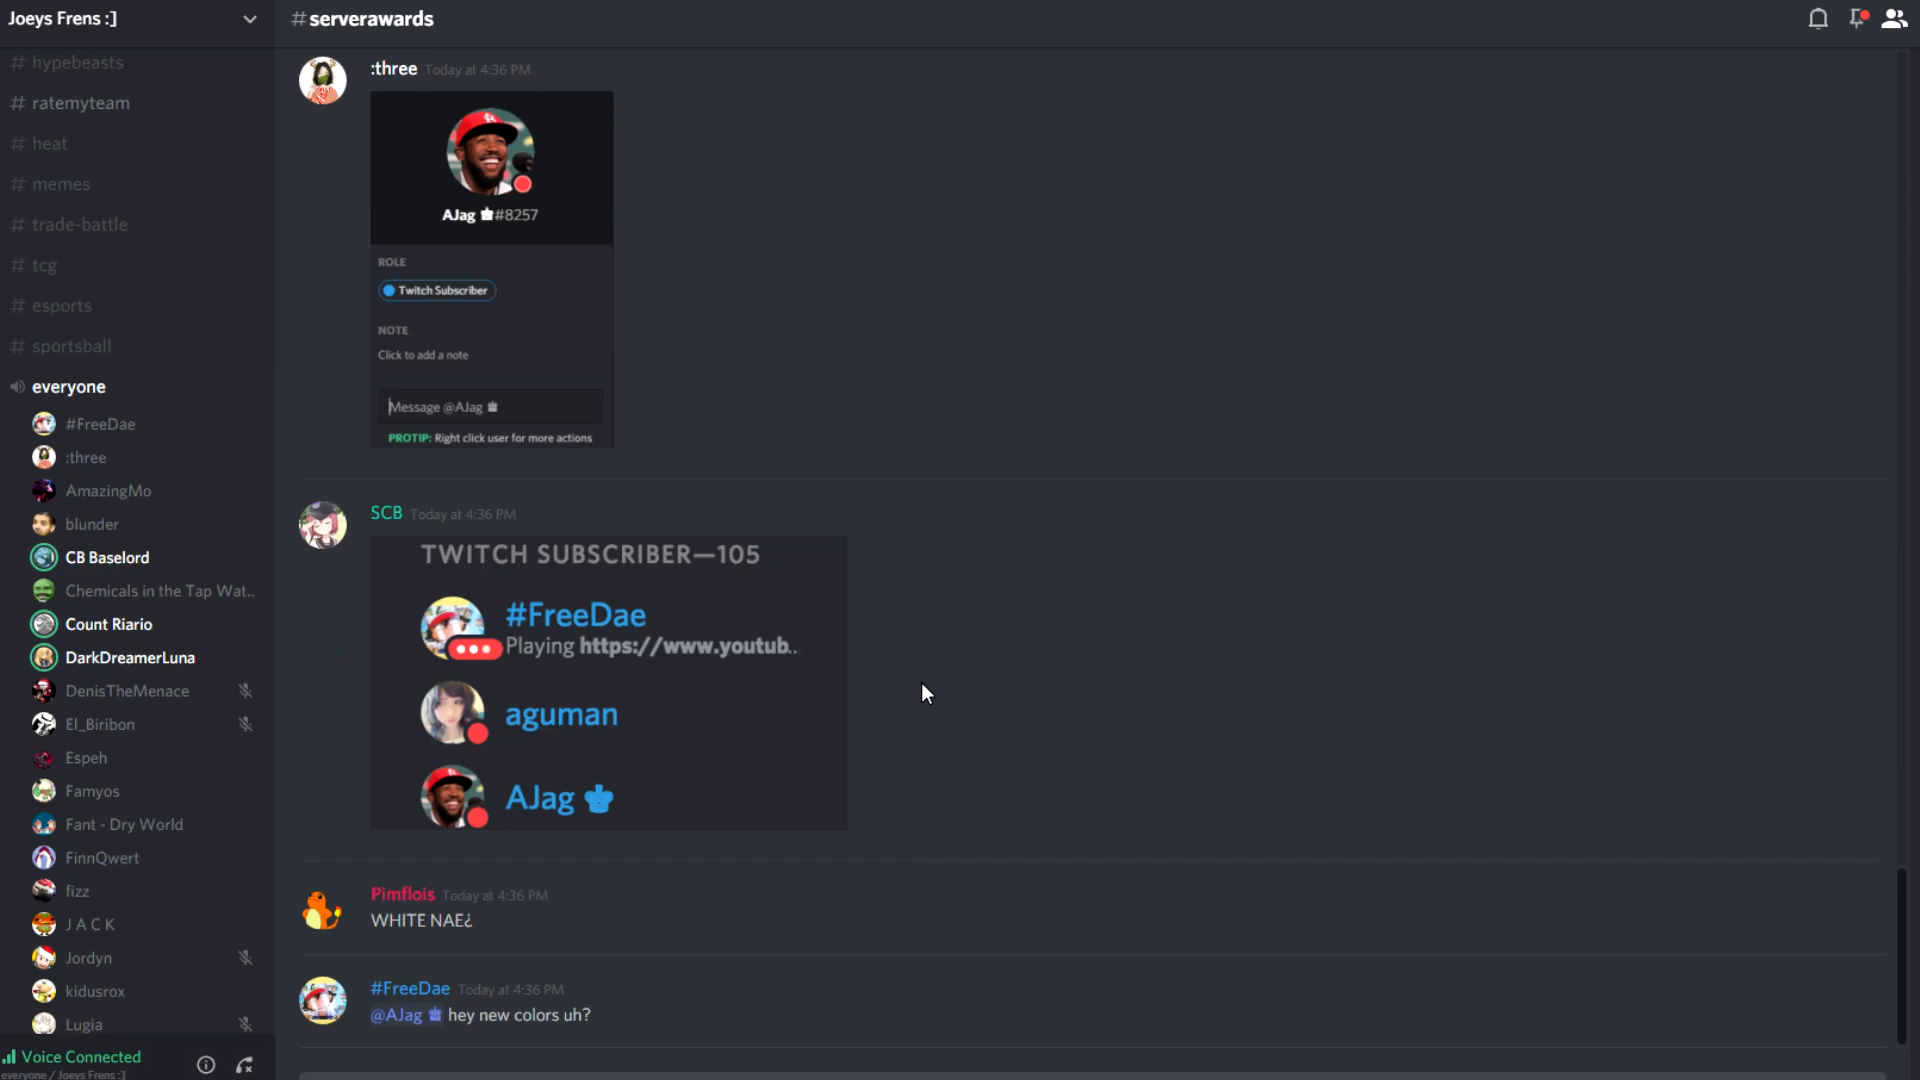 Joeys Frens :]
# hypebeasts
# ratemyteam
# heat
# memes
# trade-battle
# tcg
# esports
# sportsball
everyone
#FreeDae
:three
AmazingMo
blunder
CB Baselord
Chemicals in the Tap Wat..
Count Riario
DarkDreamerLuna
DenisTheMenace
El_Biribon
Espeh
Famyos
Fant - Dry World
FinnQwert
fizz
J A C K
Jordyn
kidusrox
Lugia
Voice Connected
everyone / Joeys Frens :]
# serverawards
:three Today at 4:36 PM
AJag #8257
ROLE
Twitch Subscriber
NOTE
Click to add a note
Message @AJag
PROTIP: Right click user for more actions
SCB Today at 4:36 PM
TWITCH SUBSCRIBER—105
#FreeDae
Playing https://www.youtub...
aguman
AJag
Pimflois Today at 4:36 PM
WHITE NAE¿
#FreeDae Today at 4:36 PM
@AJag hey new colors uh?